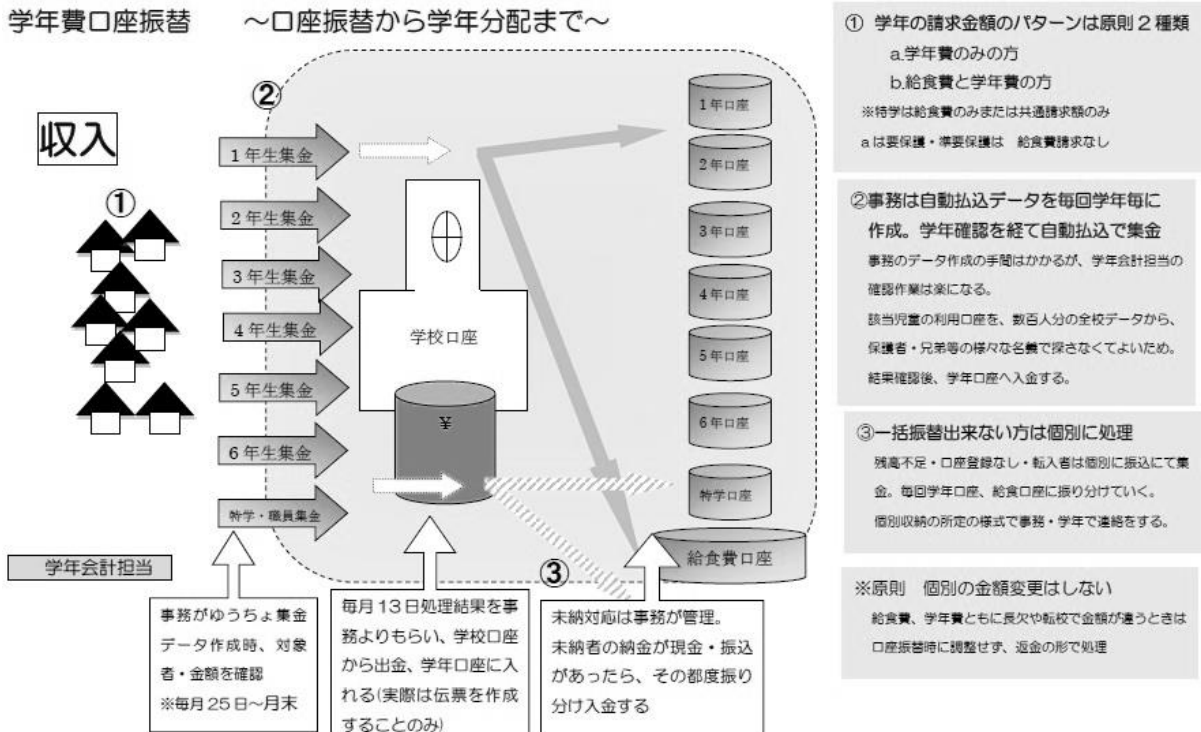 学年費口座振替　～口座振替から学年分配まで～
収入
①
②
1年生集金
2年生集金
3年生集金
4年生集金
5年生集金
6年生集金
特学・職員集金
学校口座
¥
1年口座
2年口座
3年口座
4年口座
5年口座
6年口座
特学口座
給食費口座
③
学年会計担当
事務がゆうちょ集金
データ作成時、対象
者・金額を確認
※毎月25日～月末
毎月13日処理結果を事
務よりもらい、学校口座
から出金、学年口座に入
れる(実際は伝票を作成
することのみ)
未納対応は事務が管理。
未納者の納金が現金・振込
があったら、その都度振り
分け入金する
① 学年の請求金額のパターンは原則2種類
a.学年費のみの方
b.給食費と学年費の方
※特学は給食費のみまたは共通請求額のみ
aは要保護・準要保護は　給食費請求なし
②事務は自動払込データを毎回学年毎に
作成。学年確認を経て自動払込で集金
事務のデータ作成の手間はかかるが、学年会計担当の
確認作業は楽になる。
該当児童の利用口座を、数百人分の全校データから、
保護者・兄弟等の様々な名義で探さなくてよいため。
結果確認後、学年口座へ入金する。
③一括振替出来ない方は個別に処理
残高不足・口座登録なし・転入者は個別に振込にて集
金。毎回学年口座、給食口座に振り分けていく。
個別収納の所定の様式で事務・学年で連絡をする。
※原則　個別の金額変更はしない
給食費、学年費ともに長欠や転校で金額が違うときは
口座振替時に調整せず、返金の形で処理